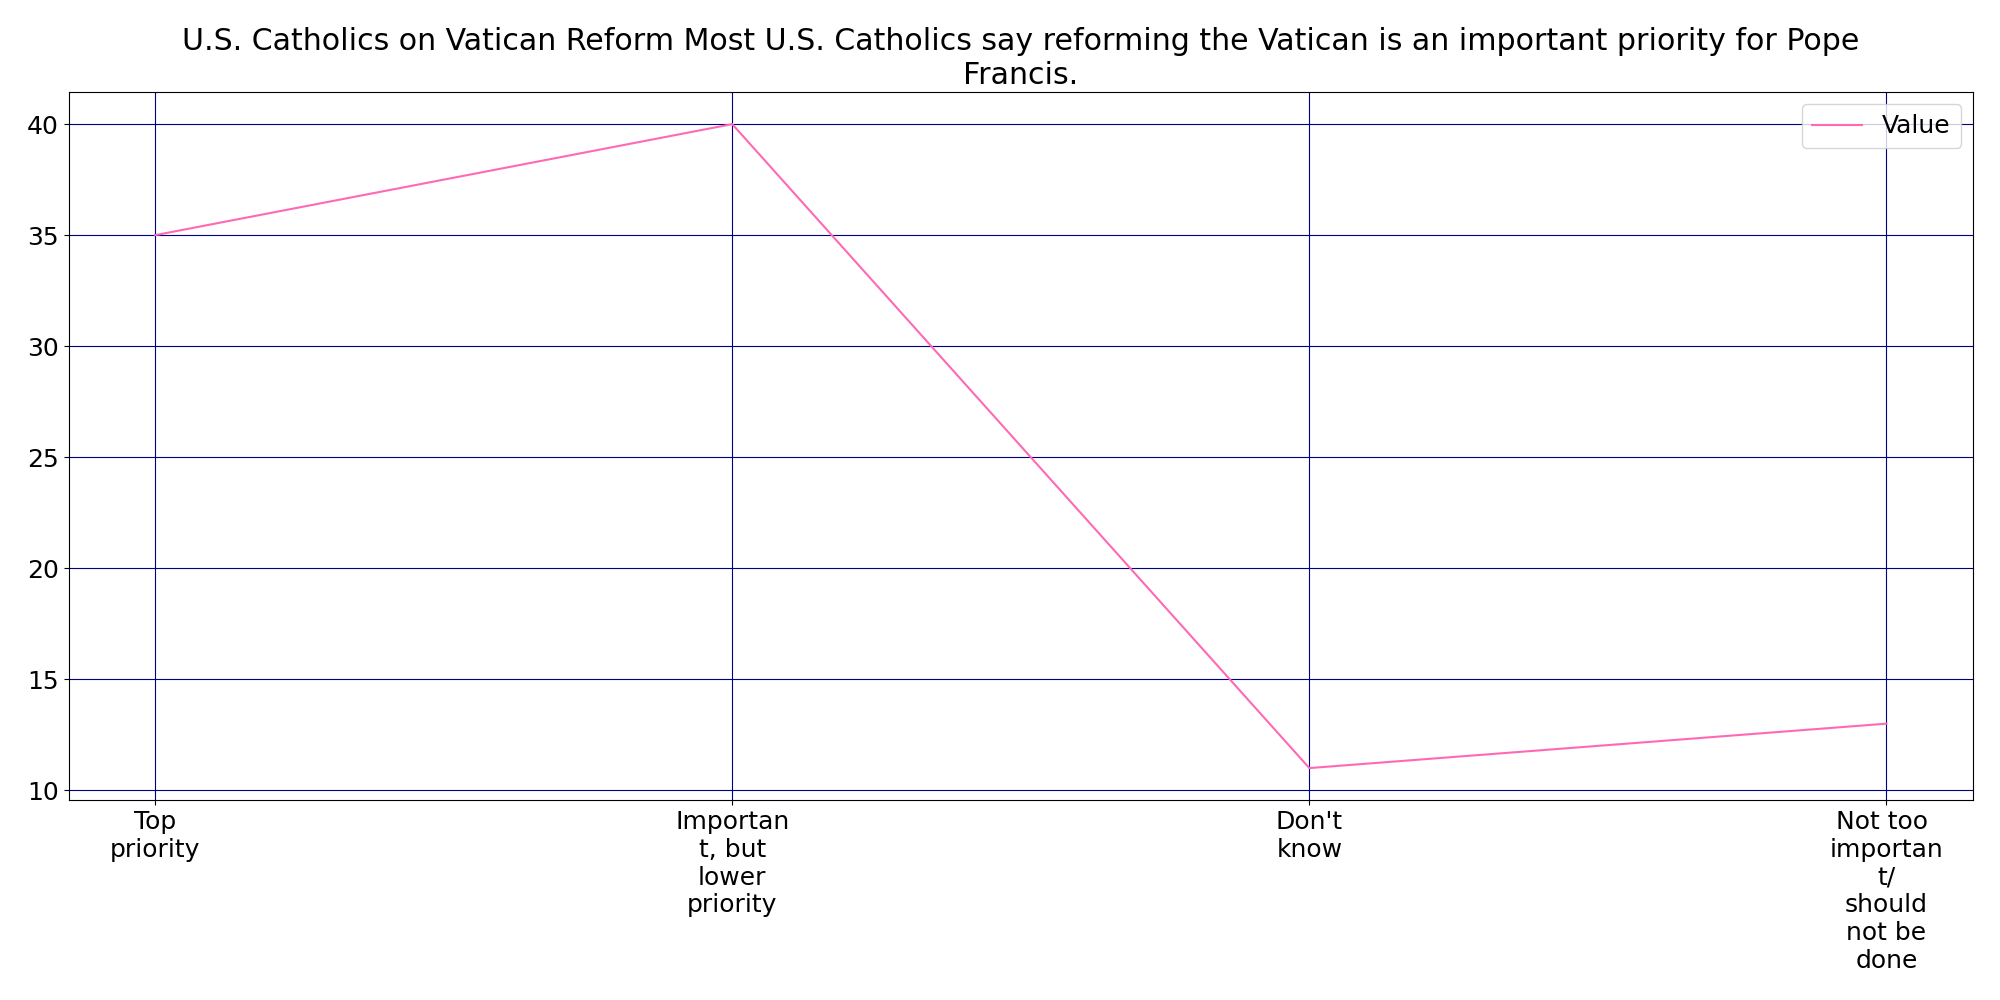 U.S. Catholics on Vatican Reform Most U.S. Catholics say reforming the Vatican is an important priority for Pope
Francis.
Value
40
35
30
25
20
15
10
Top
priority
Importan
t, but
lower
priority
Don't
know
Not too
importan
t/
should
not be
done